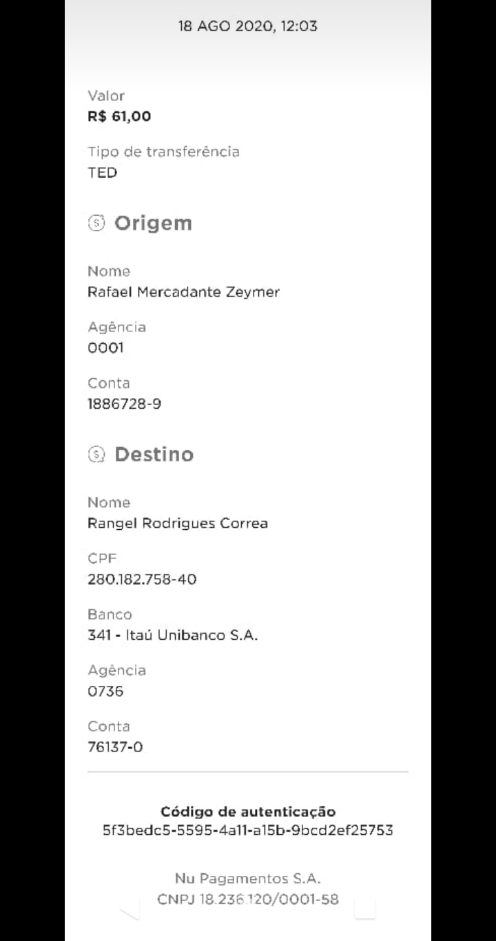 18 AGO 2020, 12:03
Valor
R$ 61,00
Tipo de transferência
TED
Origem
Nome
Rafael Mercadante Zeymer
Agência
0001
Conta
1886728-9
Destino
Nome
Rangel Rodrigues Correa
CPF
280.182.758-40
Banco
341 - Itaú Unibanco S.A.
Agência
0736
Conta
76137-0
Código de autenticação
5f3bedc5-5595-4a11-a15b-9bcd2ef25753
Nu Pagamentos S.A.
CNPJ 18.236.120/0001-58